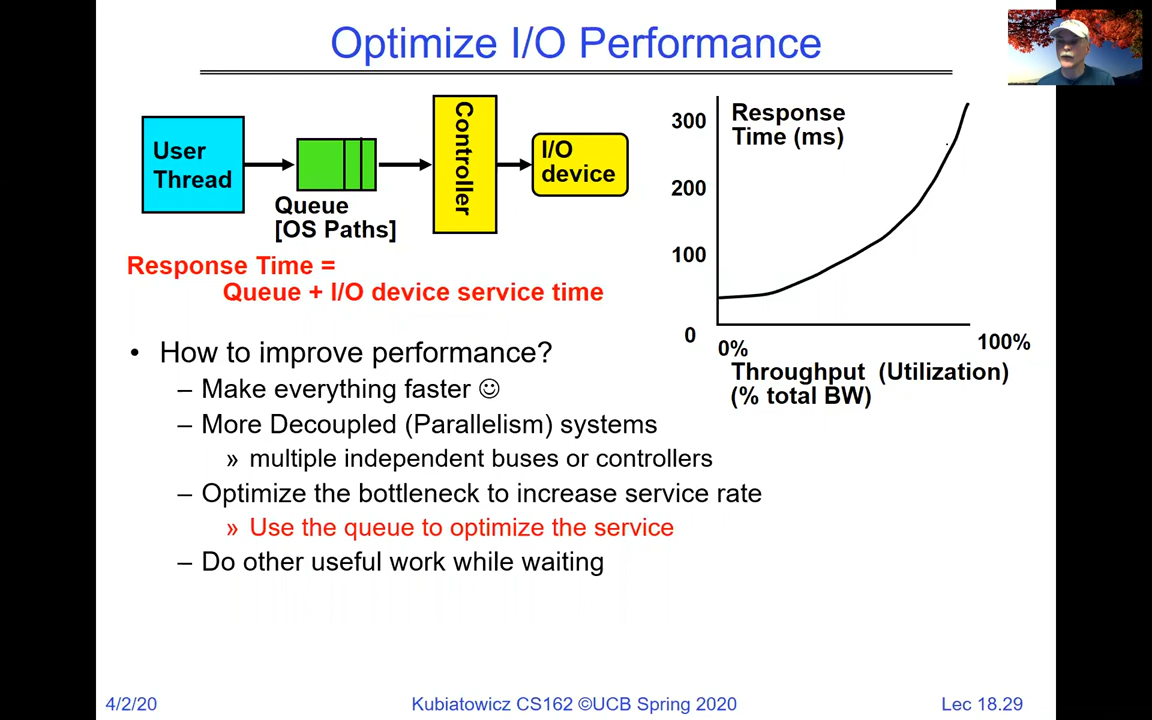 Optimize I/O Performance
User
Thread
Queue
[OS Paths]
Controller
I/O
device
Response Time =
Queue + I/O device service time
300
200
100
0
Response
Time (ms)
0%
100%
Throughput (Utilization)
(% total BW)
• How to improve performance?
– Make everything faster ☺
– More Decoupled (Parallelism) systems
» multiple independent buses or controllers
– Optimize the bottleneck to increase service rate
» Use the queue to optimize the service
– Do other useful work while waiting
4/2/20
Kubiatowicz CS162 ©UCB Spring 2020
Lec 18.29